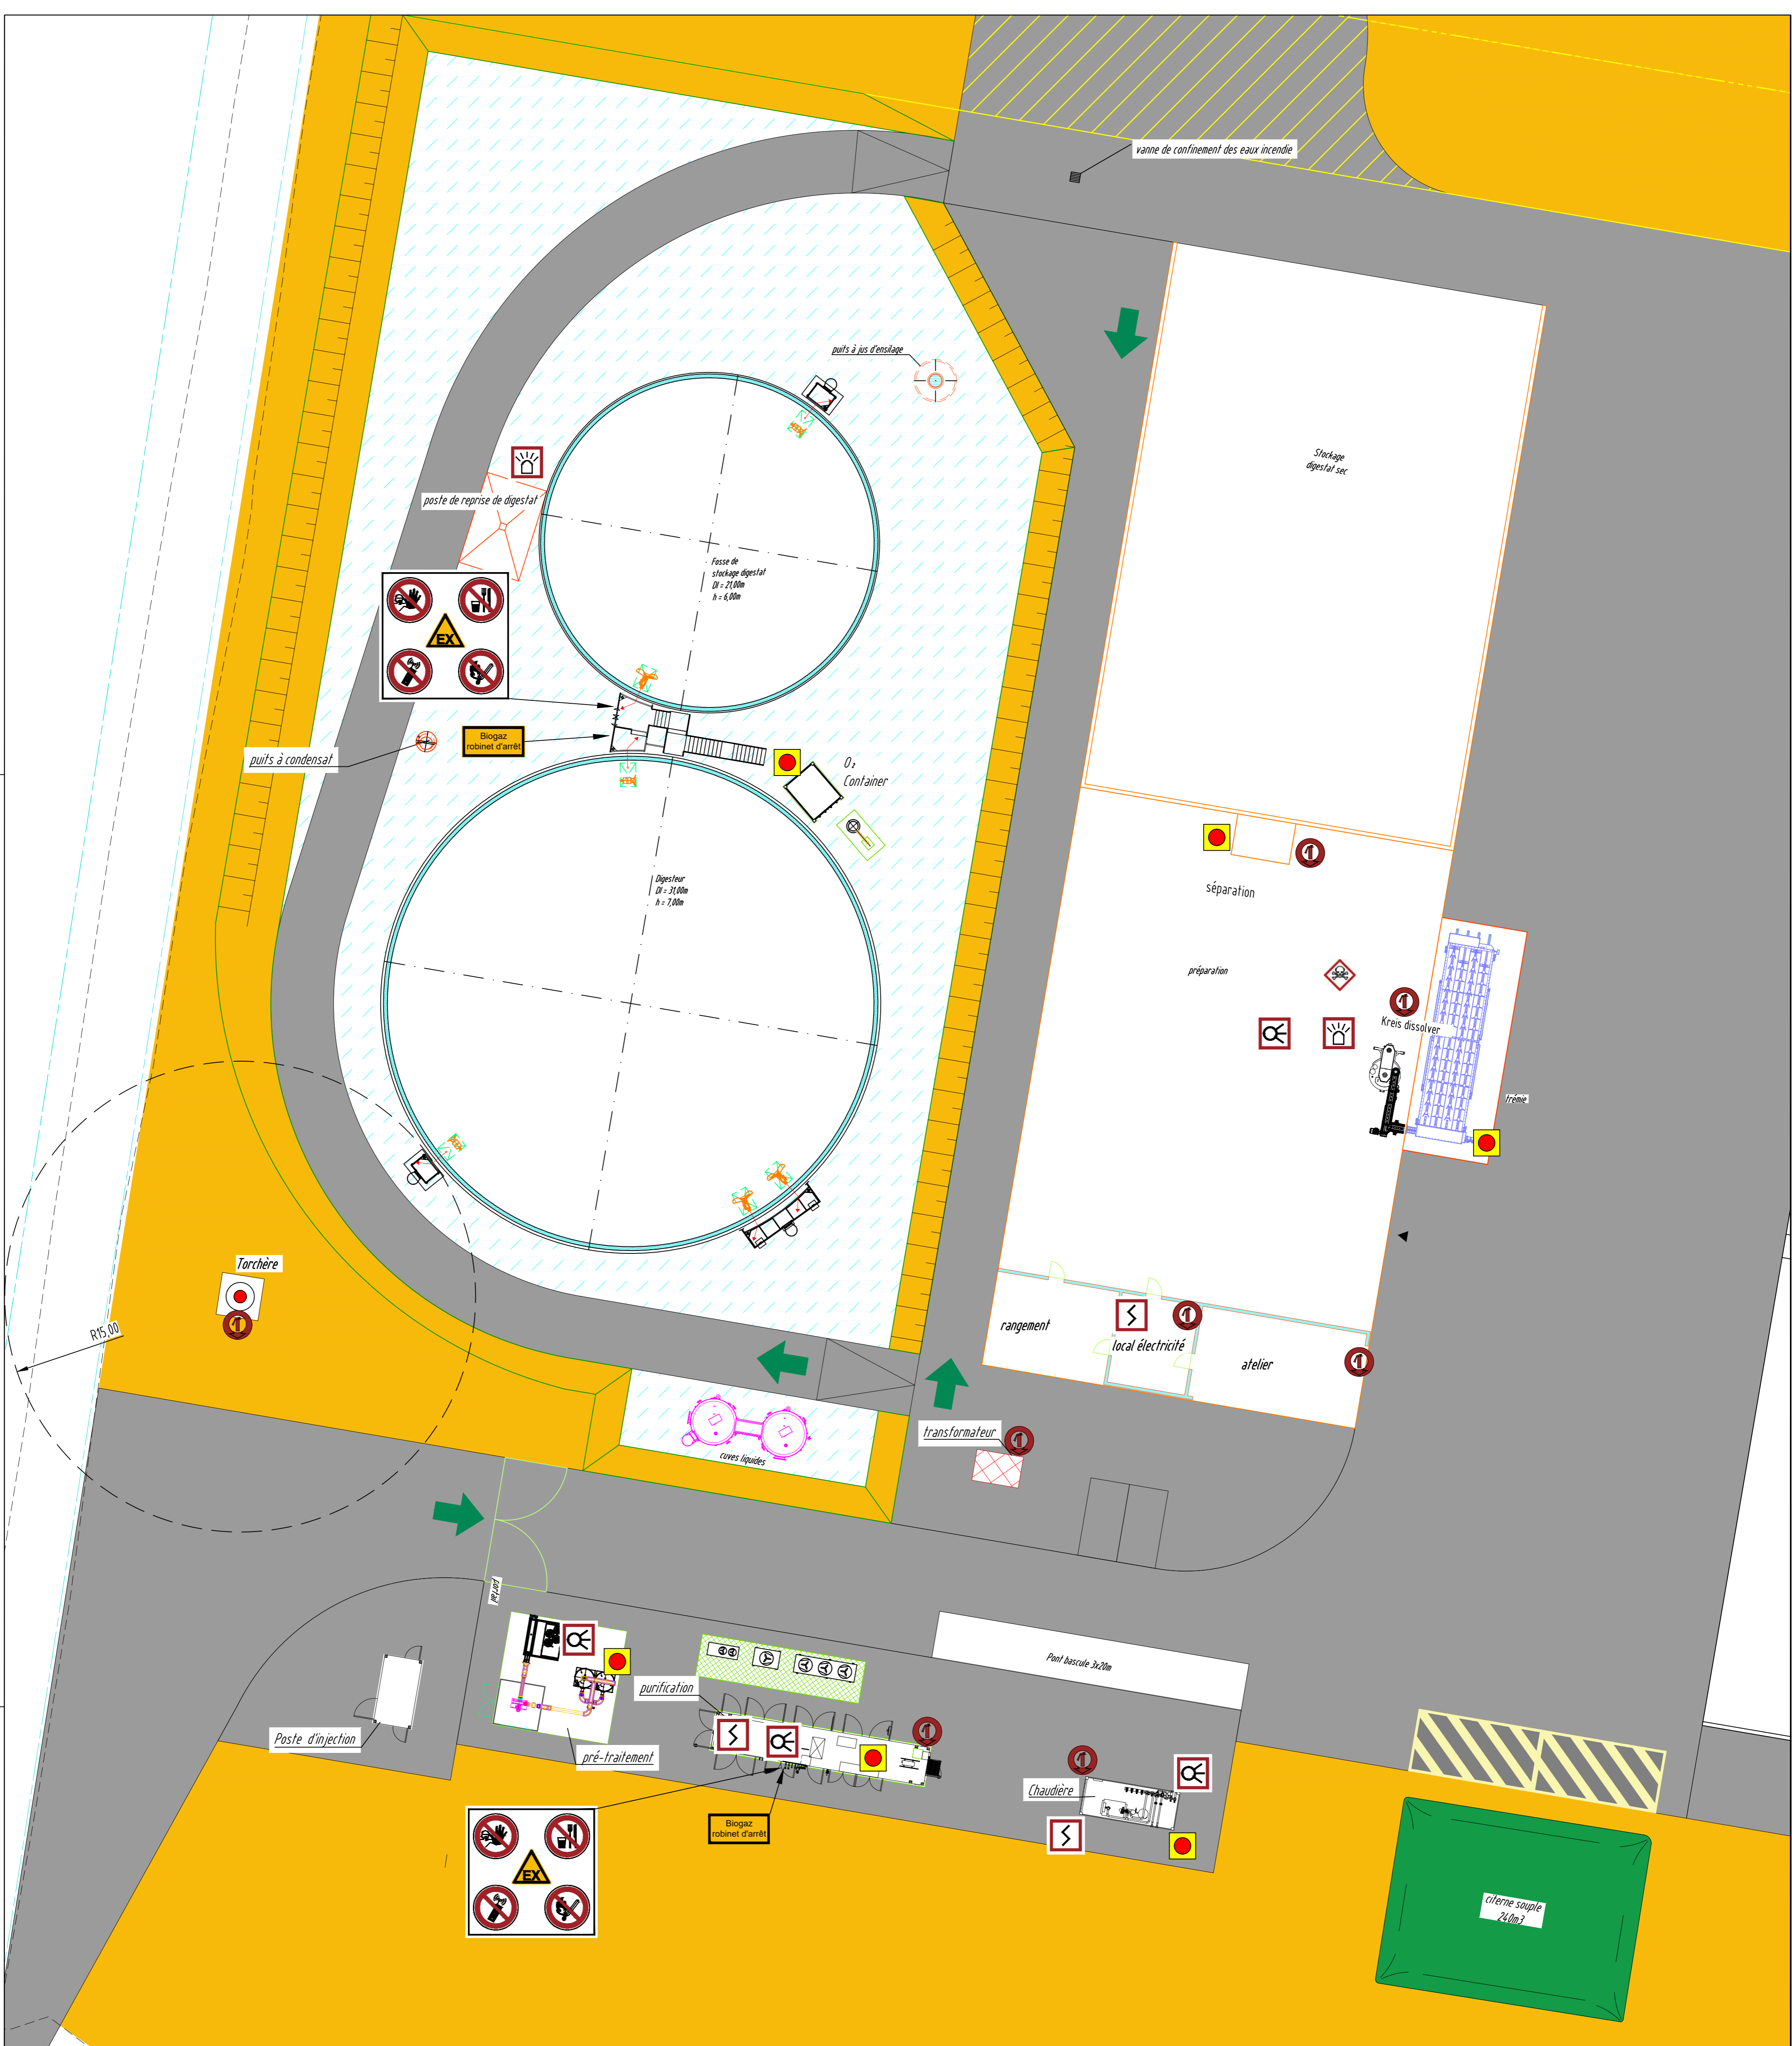 vanne de confinement des eaux incendie
puits à jus d'ensilage
Stockage
digestat sec
poste de reprise de digestat
Fosse de
stockage digestat
DI = 21,00m
h = 6,00m
EX
Biogaz
robinet d'arrêt
puits à condensat
O₂
Container
séparation
Digesteur
DI = 31,00m
h = 7,00m
préparation
Kreis dissolver
trémie
Torchère
R15,00
rangement
local électricité
atelier
transformateur
cuves liquides
portail
Pont bascule 3x20m
purification
Poste d'injection
pré-traitement
Chaudière
Biogaz
robinet d'arrêt
EX
citerne souple
240m3